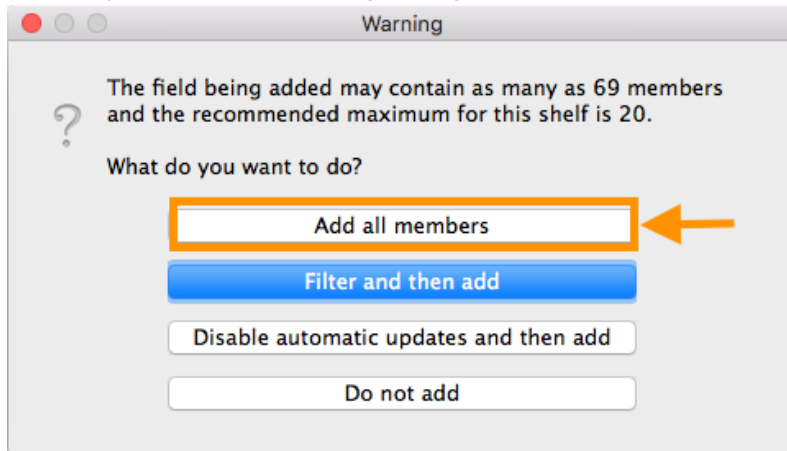 Warning
The field being added may contain as many as 69 members
and the recommended maximum for this shelf is 20.
What do you want to do?
Add all members
Filter and then add
Disable automatic updates and then add
Do not add